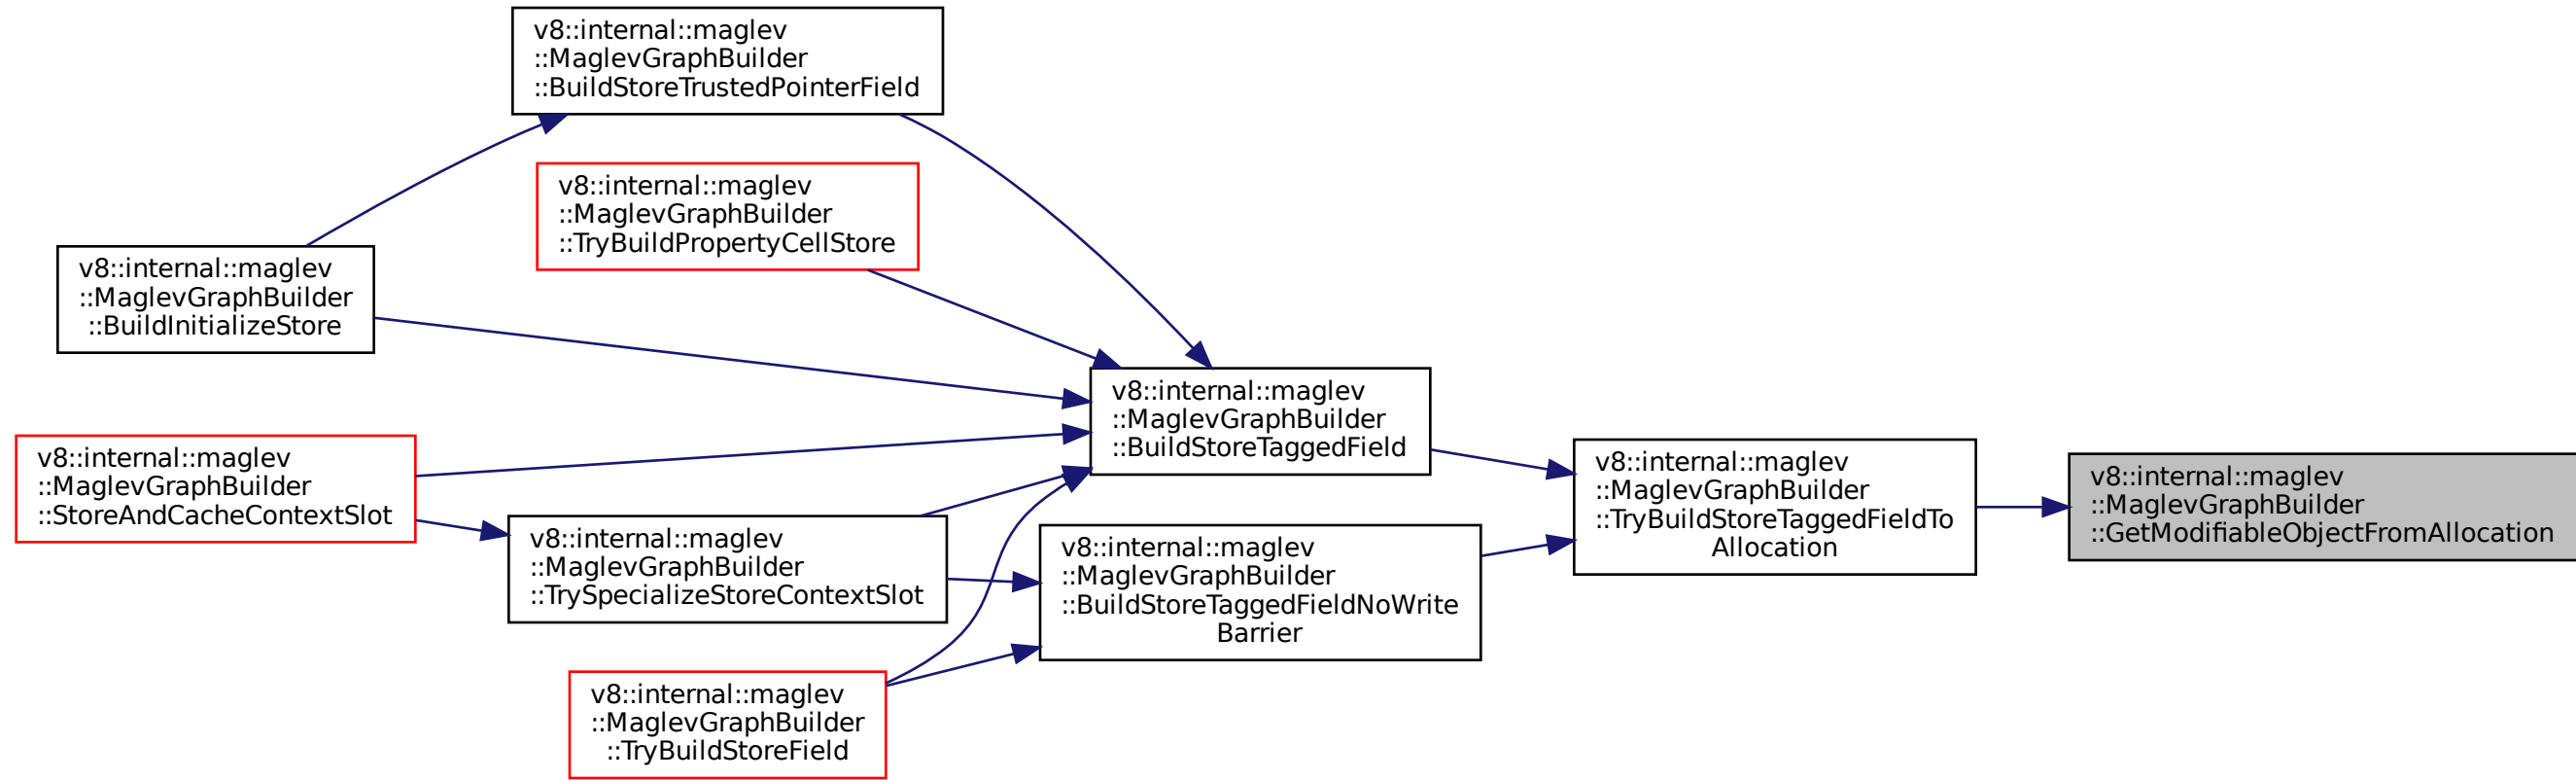 v8::internal::maglev
::MaglevGraphBuilder
::BuildStoreTrustedPointerField
v8::internal::maglev
::MaglevGraphBuilder
::TryBuildPropertyCellStore
v8::internal::maglev
::MaglevGraphBuilder
::BuildInitializeStore
v8::internal::maglev
::MaglevGraphBuilder
::BuildStoreTaggedField
v8::internal::maglev
::MaglevGraphBuilder
::StoreAndCacheContextSlot
v8::internal::maglev
::MaglevGraphBuilder
::TryBuildStoreTaggedFieldTo
Allocation
v8::internal::maglev
::MaglevGraphBuilder
::GetModifiableObjectFromAllocation
v8::internal::maglev
::MaglevGraphBuilder
::TrySpecializeStoreContextSlot
v8::internal::maglev
::MaglevGraphBuilder
::BuildStoreTaggedFieldNoWrite
Barrier
v8::internal::maglev
::MaglevGraphBuilder
::TryBuildStoreField